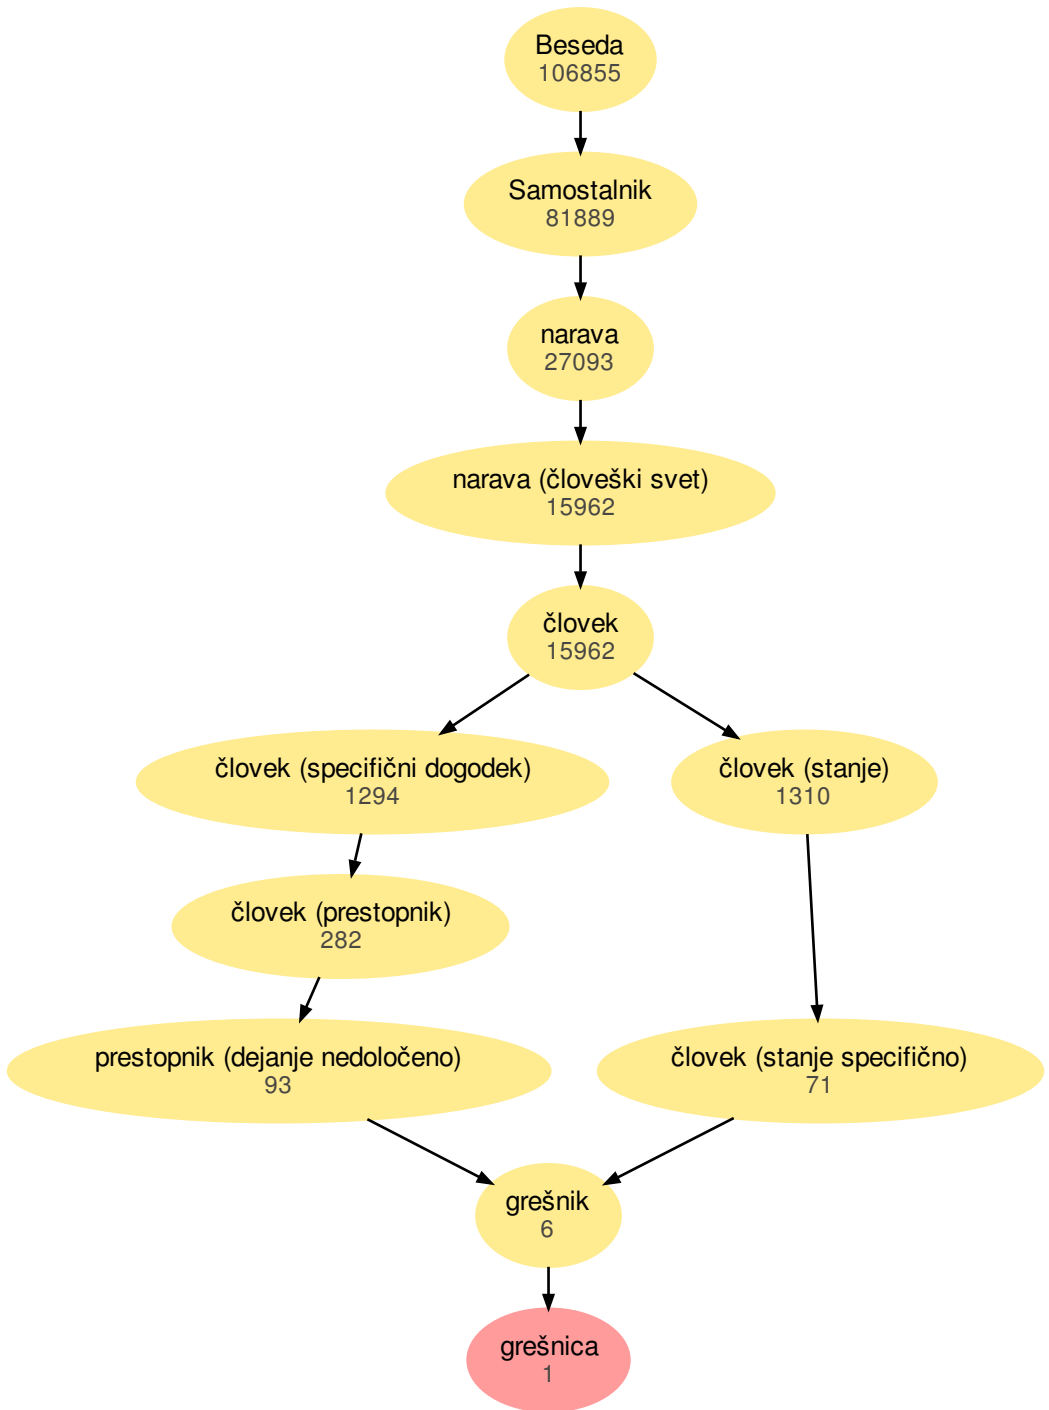 Beseda
106855
Samostalnik
81889
narava
27093
narava (človeški svet)
15962
človek
15962
človek (specifični dogodek)
1294
človek (stanje)
1310
človek (prestopnik)
282
prestopnik (dejanje nedoločeno)
93
človek (stanje specifično)
71
grešnik
6
grešnica
1